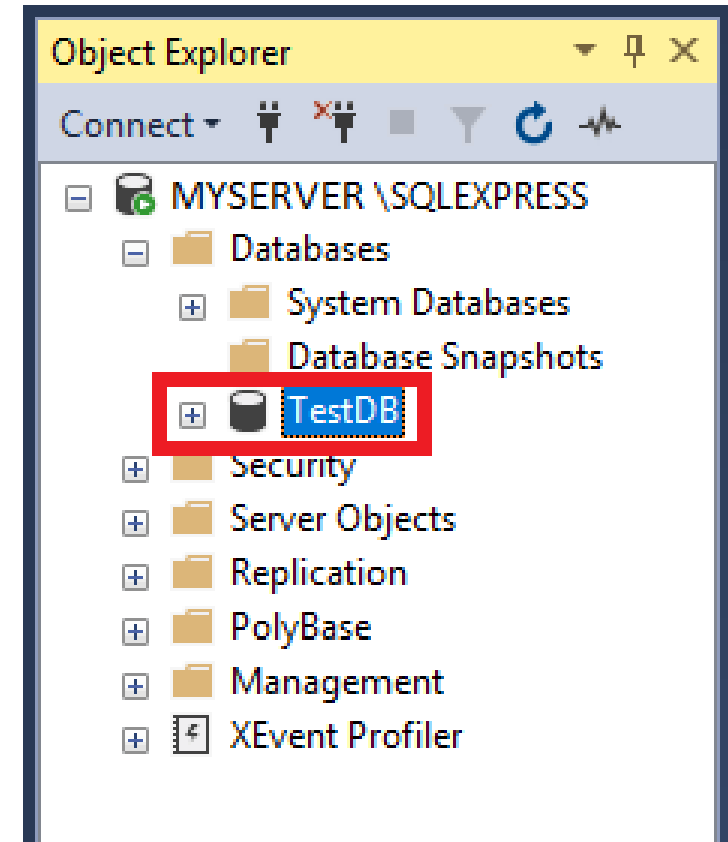 Object Explorer
Connect
MYSERVER \SQLEXPRESS
Databases
System Databases
Database Snapshots
TestDB
Security
Server Objects
Replication
PolyBase
Management
XEvent Profiler